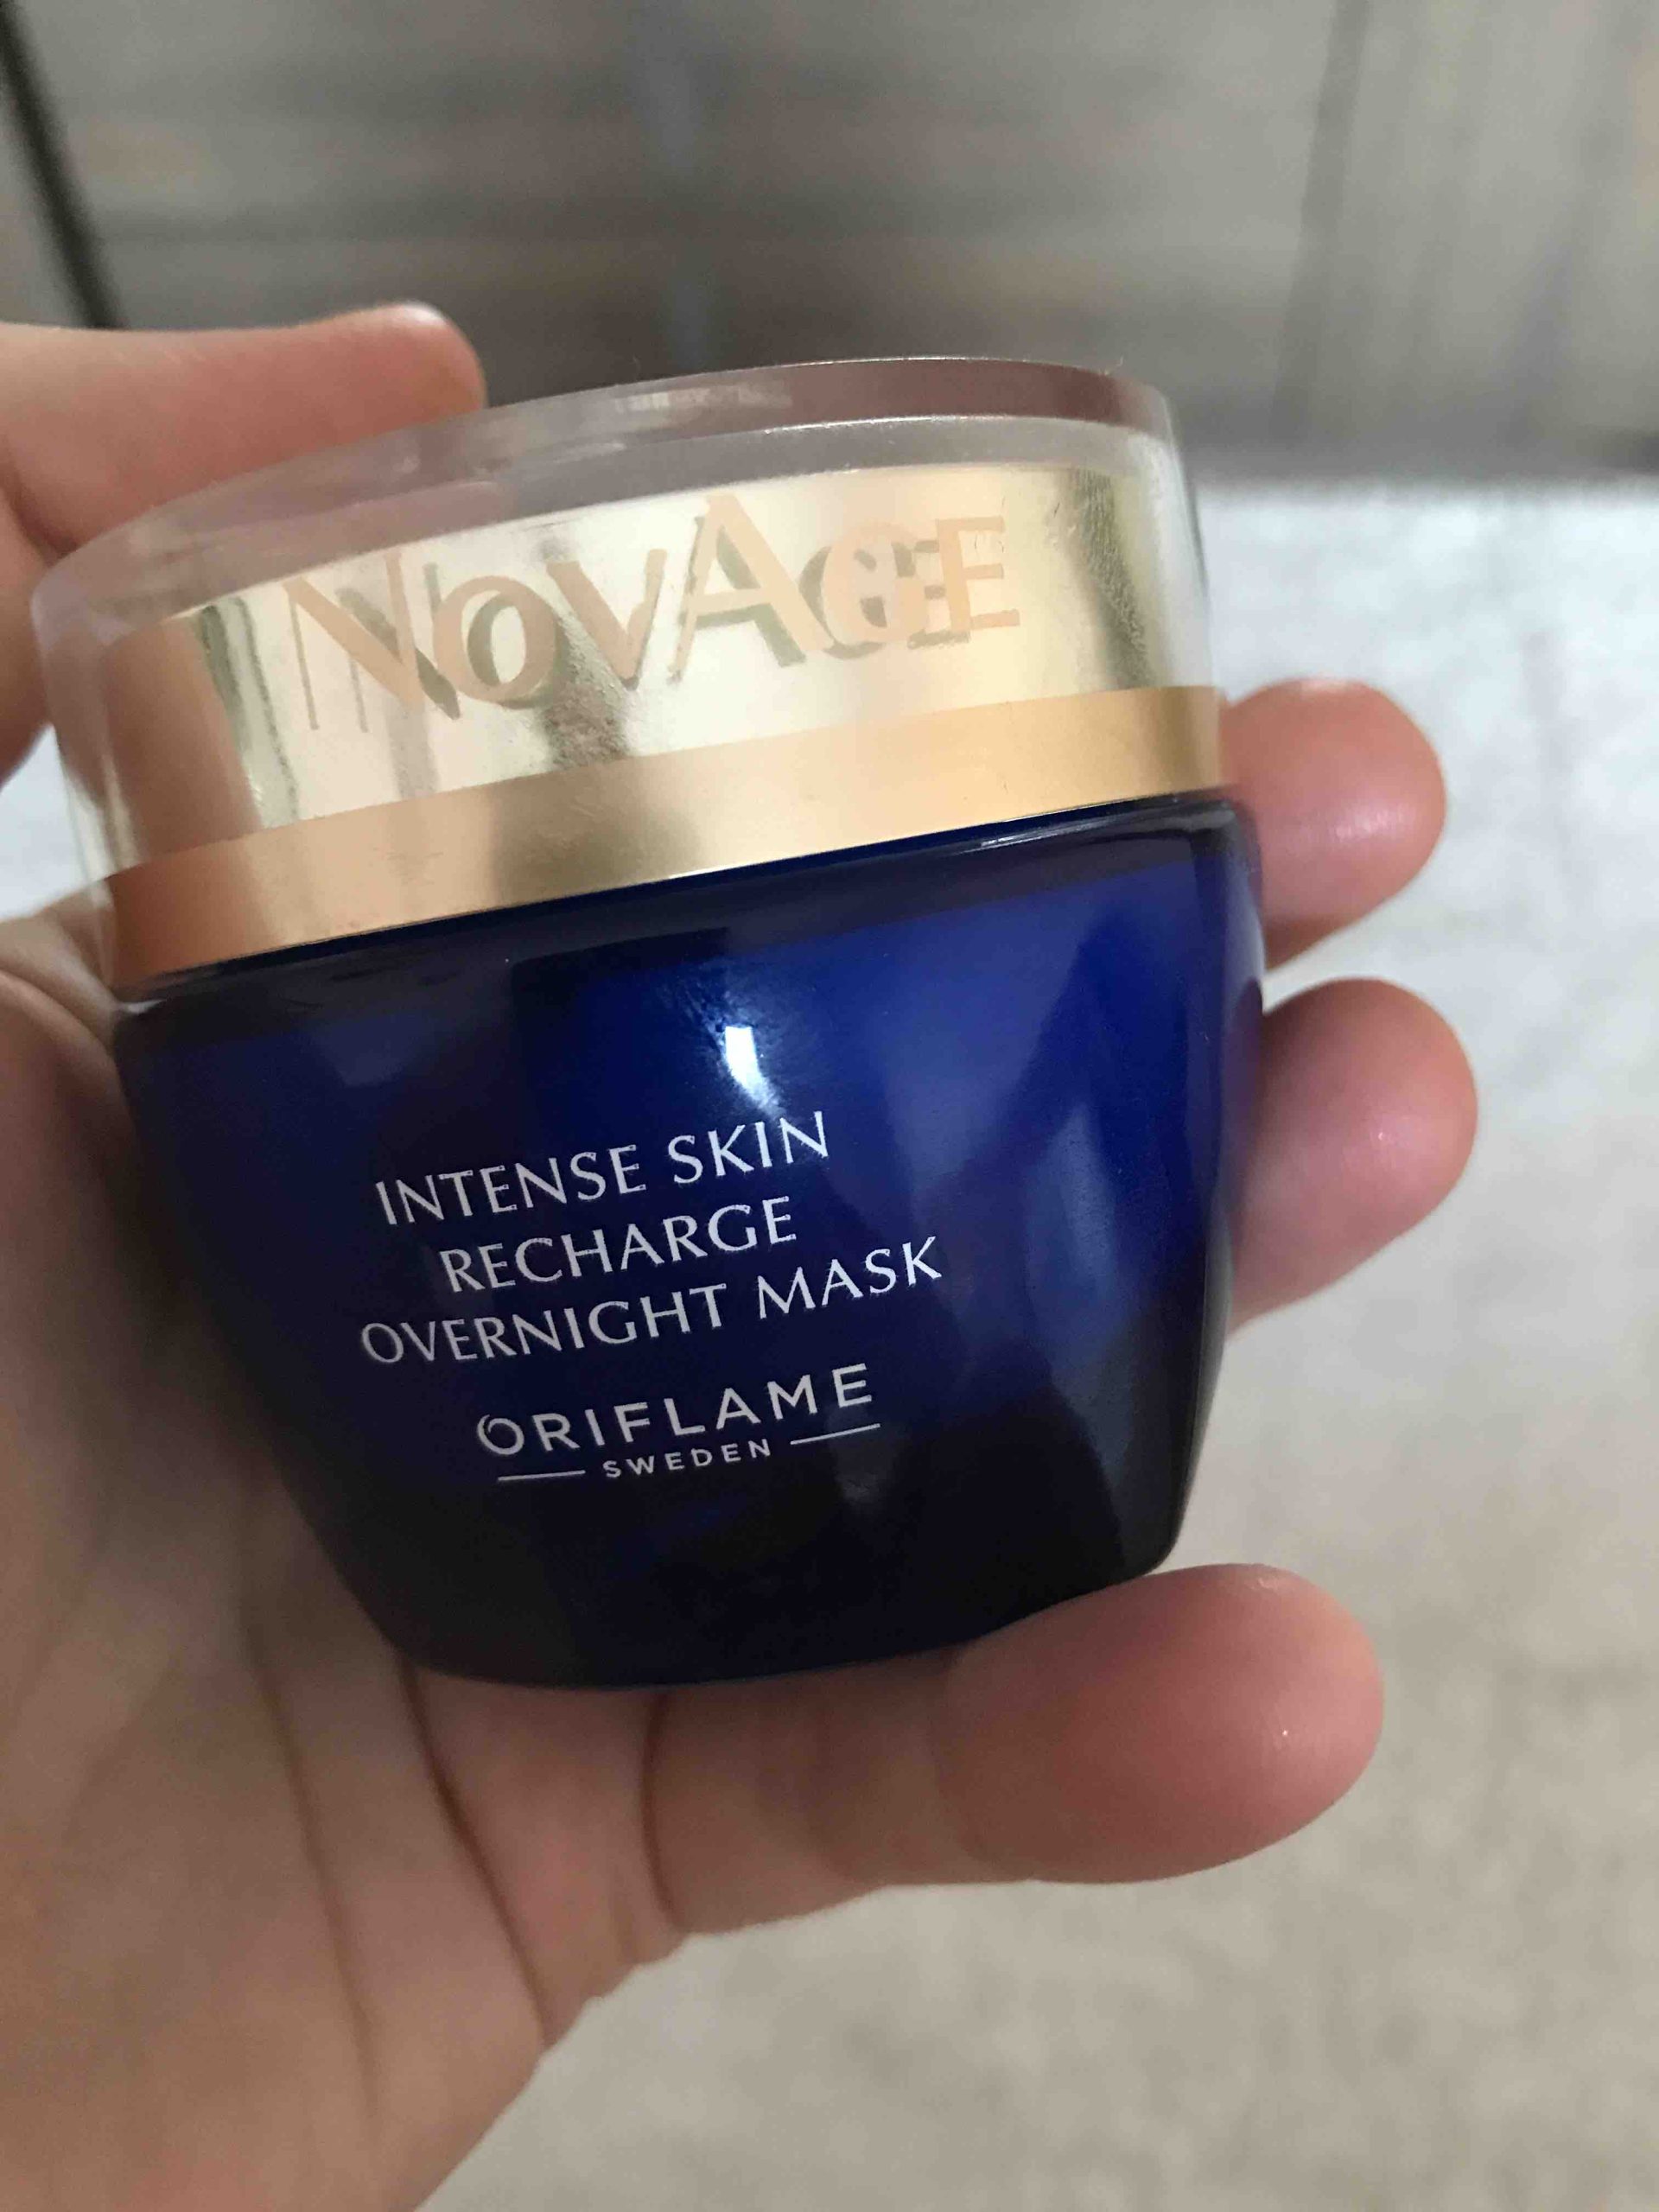 NOVAGE
INTENSE SKIN
RECHARGE
OVERNIGHT MASK
ORIFLAME
SWEDEN